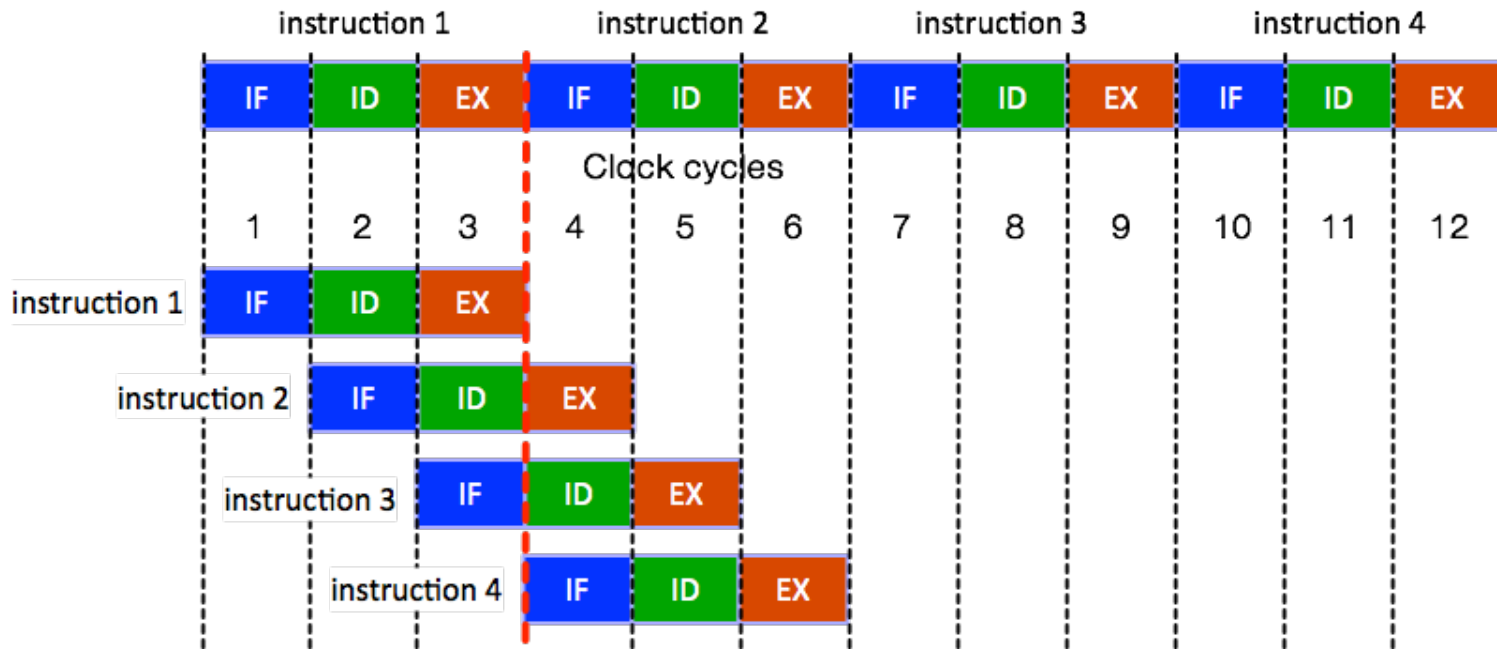 instruction 1 instruction 2 instruction 3 instruction 4
IF ID EX IF ID EX IF ID EX IF ID EX
Clock cycles
1 2 3 4 5 6 7 8 9 10 11 12
instruction 1 IF ID EX
instruction 2 IF ID EX
instruction 3 IF ID EX
instruction 4 IF ID EX